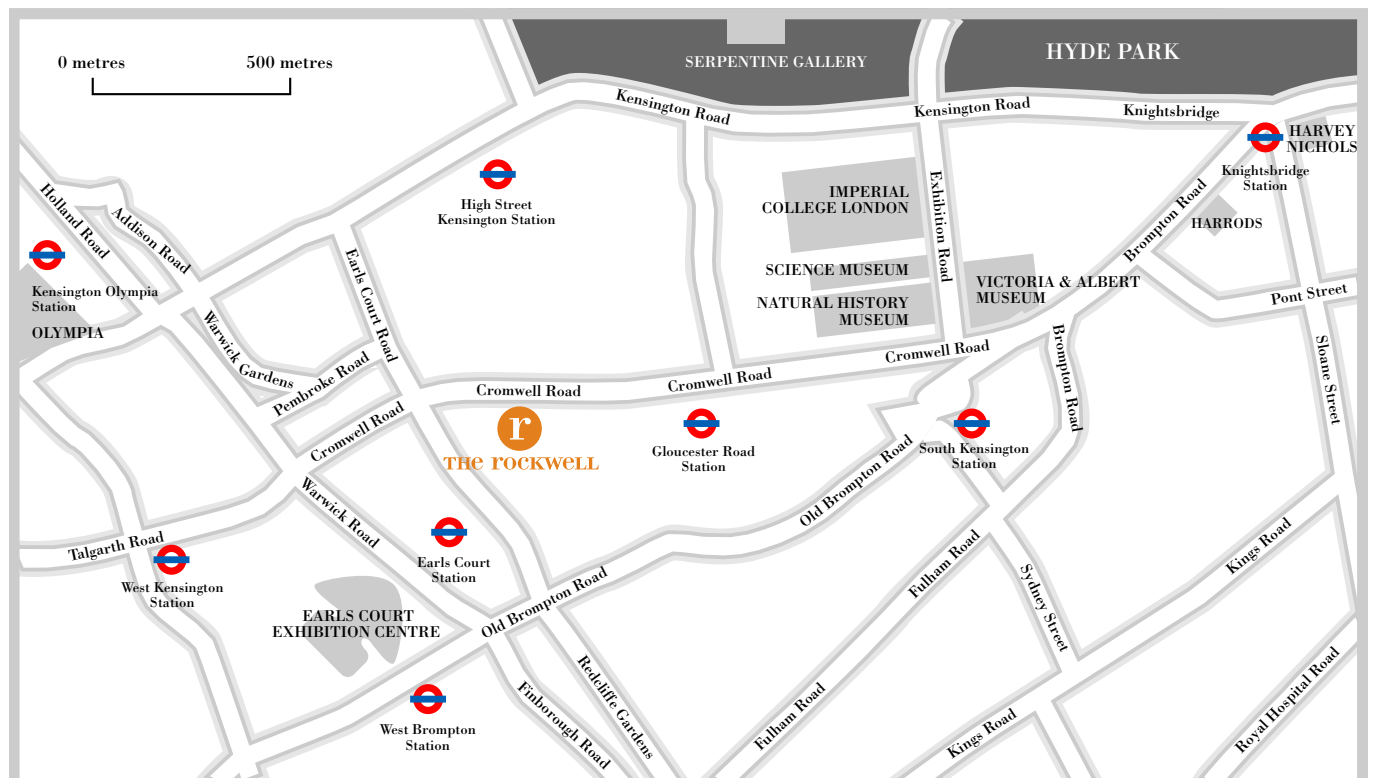 0 metres 500 metres
SERPENTINE GALLERY
HYDE PARK
Kensington Road
Kensington Road
Knightsbridge
HARVEY
NICHOLS
Knightsbridge
Station
High Street
Kensington Station
IMPERIAL
COLLEGE LONDON
Exhibition Road
Brompton Road
HARRODS
Holland Road
Addison Road
Earls Court Road
SCIENCE MUSEUM
VICTORIA & ALBERT
MUSEUM
NATURAL HISTORY
MUSEUM
Pont Street
Kensington Olympia
Station
OLYMPIA
Warwick Gardens
Pembroke Road
Cromwell Road
Cromwell Road
Cromwell Road
Cromwell Road
Brompton Road
Sloane Street
r
THE ROCKWELL
Gloucester Road
Station
South Kensington
Station
Old Brompton Road
Warwick Road
Talgarth Road
West Kensington
Station
Earls Court
Station
EARLS COURT
EXHIBITION CENTRE
Old Brompton Road
Fulham Road
Sydney Street
Kings Road
West Brompton
Station
Finborough Road
Redcliffe Gardens
Fulham Road
Kings Road
Royal Hospital Road